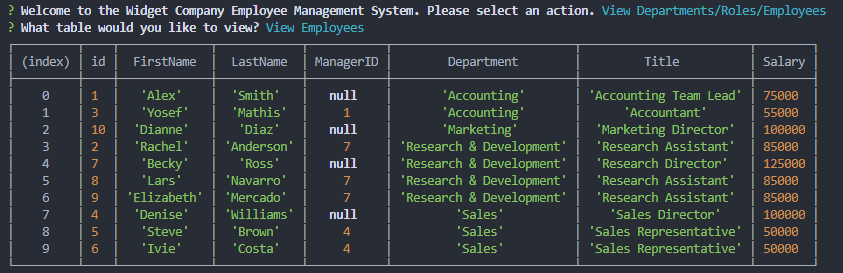 ? Welcome to the Widget Company Employee Management System. Please select an action. View Departments/Roles/Employees
? What table would you like to view? View Employees
(index) id FirstName LastName ManagerID Department Title Salary
0 1 'Alex' 'Smith' null 'Accounting' 'Accounting Team Lead' 75000
1 3 'Yosef' 'Mathis' 1 'Accounting' 'Accountant' 55000
2 10 'Dianne' 'Diaz' null 'Marketing' 'Marketing Director' 100000
3 2 'Rachel' 'Anderson' 7 'Research & Development' 'Research Assistant' 85000
4 7 'Becky' 'Ross' null 'Research & Development' 'Research Director' 125000
5 8 'Lars' 'Navarro' 7 'Research & Development' 'Research Assistant' 85000
6 9 'Elizabeth' 'Mercado' 7 'Research & Development' 'Research Assistant' 85000
7 4 'Denise' 'Williams' null 'Sales' 'Sales Director' 100000
8 5 'Steve' 'Brown' 4 'Sales' 'Sales Representative' 50000
9 6 'Ivie' 'Costa' 4 'Sales' 'Sales Representative' 50000